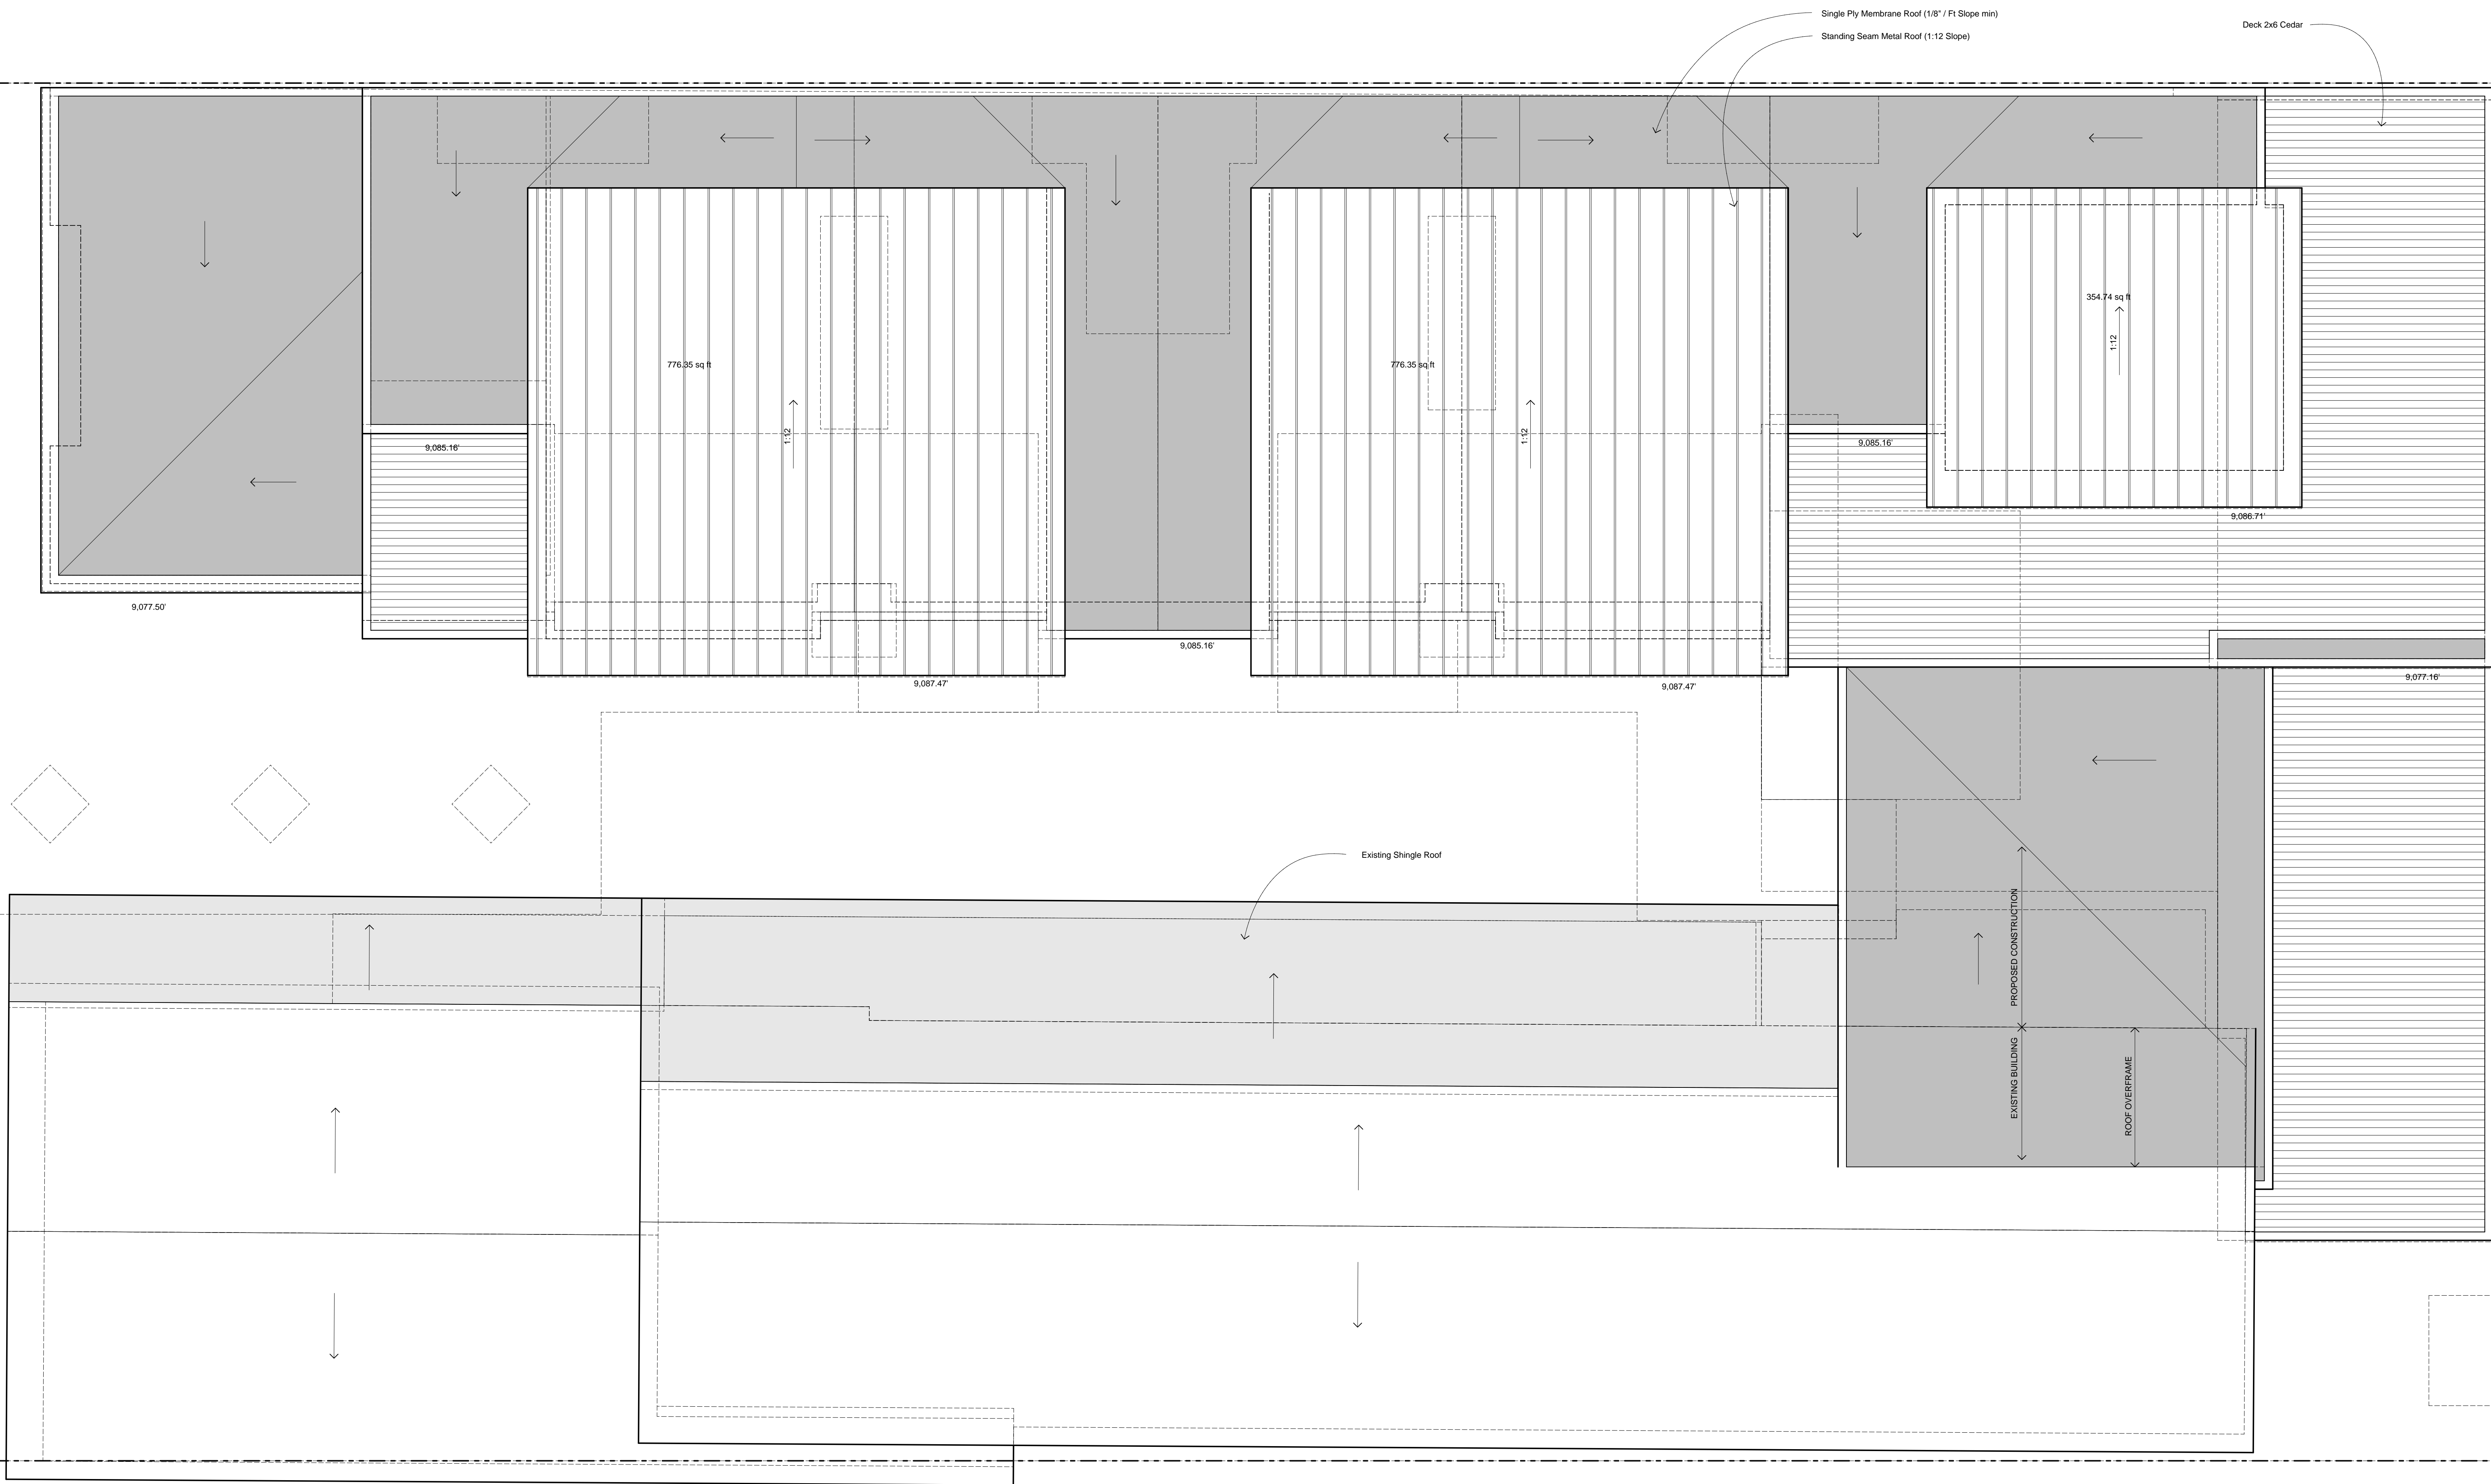 Single Ply Membrane Roof (1/8" / Ft Slope min)
Deck 2x6 Cedar
Standing Seam Metal Roof (1:12 Slope)
354.74 sq ft
1:12
776.35 sq ft
776.35 sq ft
1:12
1:12
9,085.16'
9,085.16'
9,086.71'
9,077.50'
9,085.16'
9,087.47'
9,087.47'
9,077.16'
Existing Shingle Roof
PROPOSED CONSTRUCTION
EXISTING BUILDING
ROOF OVERFRAME